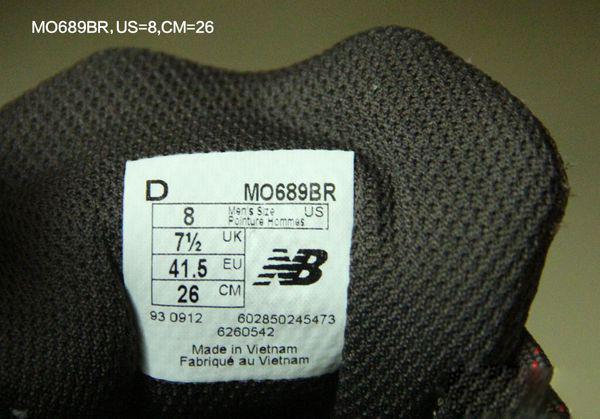 MO689BR, US=8,CM=26
D MO689BR
8 Men's Size US
Pointure Hommes
7½ UK
41.5 EU
26 CM
NB
93 0912 602850245473
6260542
Made in Vietnam
Fabriqué au Vietnam